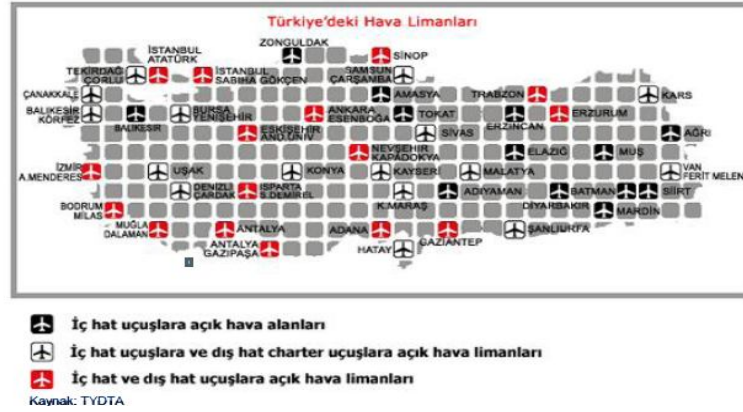 Türkiye'deki Hava Limanları
İSTANBUL
ATATÜRK
ZONGULDAK
SİNOP
TEKİRDAĞ
ÇORLU
İSTANBUL
SABIHA GÖKÇEN
SAMSUN
ÇARŞAMBA
ÇANAKKALE
AMASYA
TRABZON
KARS
BALIKESİR
KÖRFEZ
BALIKESİR
BURSA
YENİŞEHİR
ANKARA
ESENBOĞA
TOKAT
ERZİNCAN
ERZURUM
ESKİŞEHİR
AND.ÜNİV
SİVAS
AĞRI
NEVŞEHİR
KAPADOKYA
ELAZIĞ
MUŞ
İZMİR
A.MENDERES
UŞAK
KONYA
KAYSERİ
MALATYA
VAN
FERİT MELEN
DENİZLİ
ÇARDAK
ISPARTA
S.DEMİREL
K.MARAŞ
ADIYAMAN
BATMAN
SİİRT
BODRUM
MİLAS
DİYARBAKIR
MARDİN
MUĞLA
DALAMAN
ANTALYA
ADANA
GAZİANTEP
ŞANLIURFA
ANTALYA
GAZİPAŞA
HATAY
İç hat uçuşlara açık hava alanları
İç hat uçuşlara ve dış hat charter uçuşlara açık hava limanları
İç hat ve dış hat uçuşlara açık hava limanları
Kaynak: TYDTA